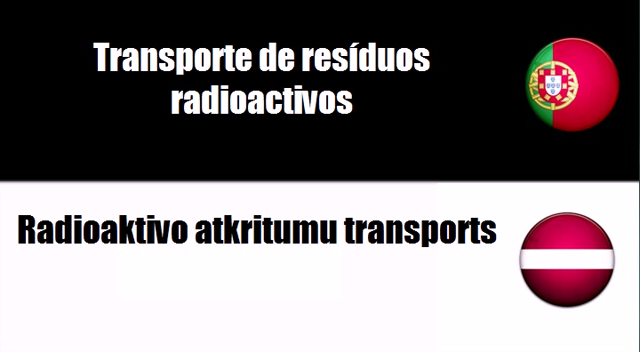 Transporte de resíduos
radioactivos
Radioaktivo atkritumu transports